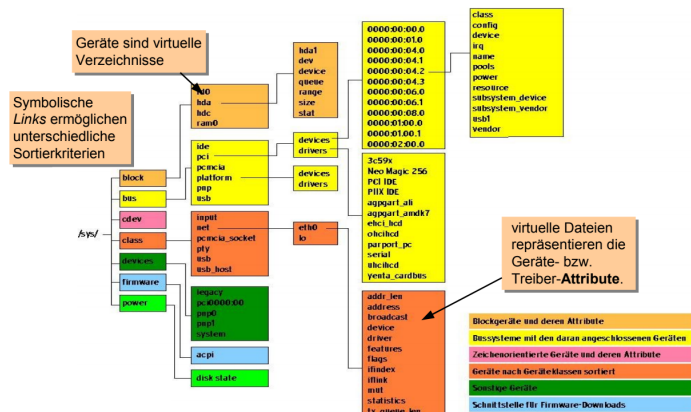 Geräte sind virtuelle
Verzeichnisse
Symbolische
Links ermöglichen
unterschiedliche
Sortierkriterien
/sys/
block
bus
cdev
class
devices
firmware
power
hda
hdc
ram0
hda1
dev
device
queue
range
size
stat
ide
pci
pcmcia
platform
pnp
usb
devices
drivers
devices
drivers
0000:00:00.0
0000:00:01.0
0000:00:04.0
0000:00:04.1
0000:00:04.2
0000:00:04.3
0000:00:06.0
0000:00:06.1
0000:00:08.0
0000:01:00.0
0000:01:00.1
0000:02:00.0
class
config
device
irq
name
pools
power
resource
subsystem_device
subsystem_vendor
usb1
vendor
3c59x
Neo Magic 256
PCI IDE
PIIX IDE
agpgart_ali
agpgart_amdk7
ehci_hcd
ohcihcd
parport_pc
serial
uhcihcd
yenta_cardbus
input
net
pcmcia_socket
pty
usb
usb_host
eth0
lo
legacy
pci0000:00
pnp0
pnp1
system
acpi
disk state
addr_len
address
broadcast
device
driver
features
flags
ifindex
iflink
mtu
statistics
tx_queue_len
virtuelle Dateien
repräsentieren die
Geräte- bzw.
Treiber-Attribute.
Blockgeräte und deren Attribute
Bussysteme mit den daran angeschlossenen Geräten
Zeichenorientierte Geräte und deren Attribute
Geräte nach Geräteklassen sortiert
Sonstige Geräte
Schnittstelle für Firmware-Downloads